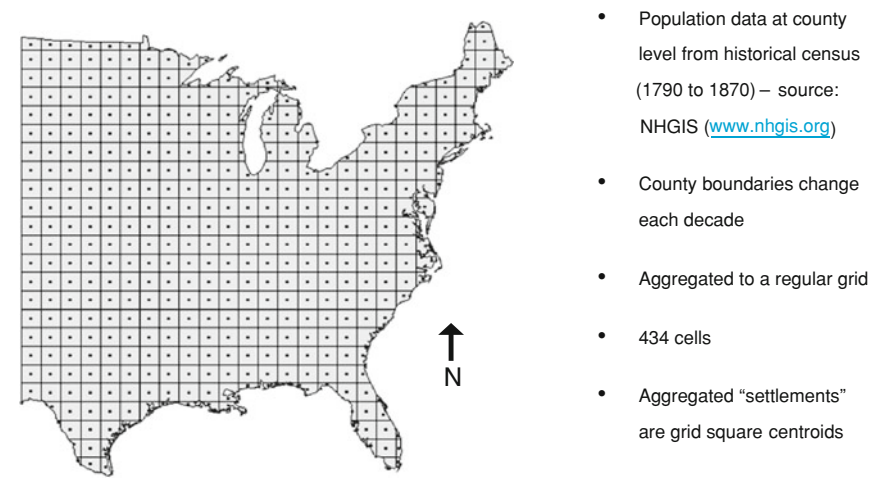 N
• Population data at county
level from historical census
(1790 to 1870) – source:
NHGIS (www.nhgis.org)
• County boundaries change
each decade
• Aggregated to a regular grid
• 434 cells
• Aggregated “settlements”
are grid square centroids